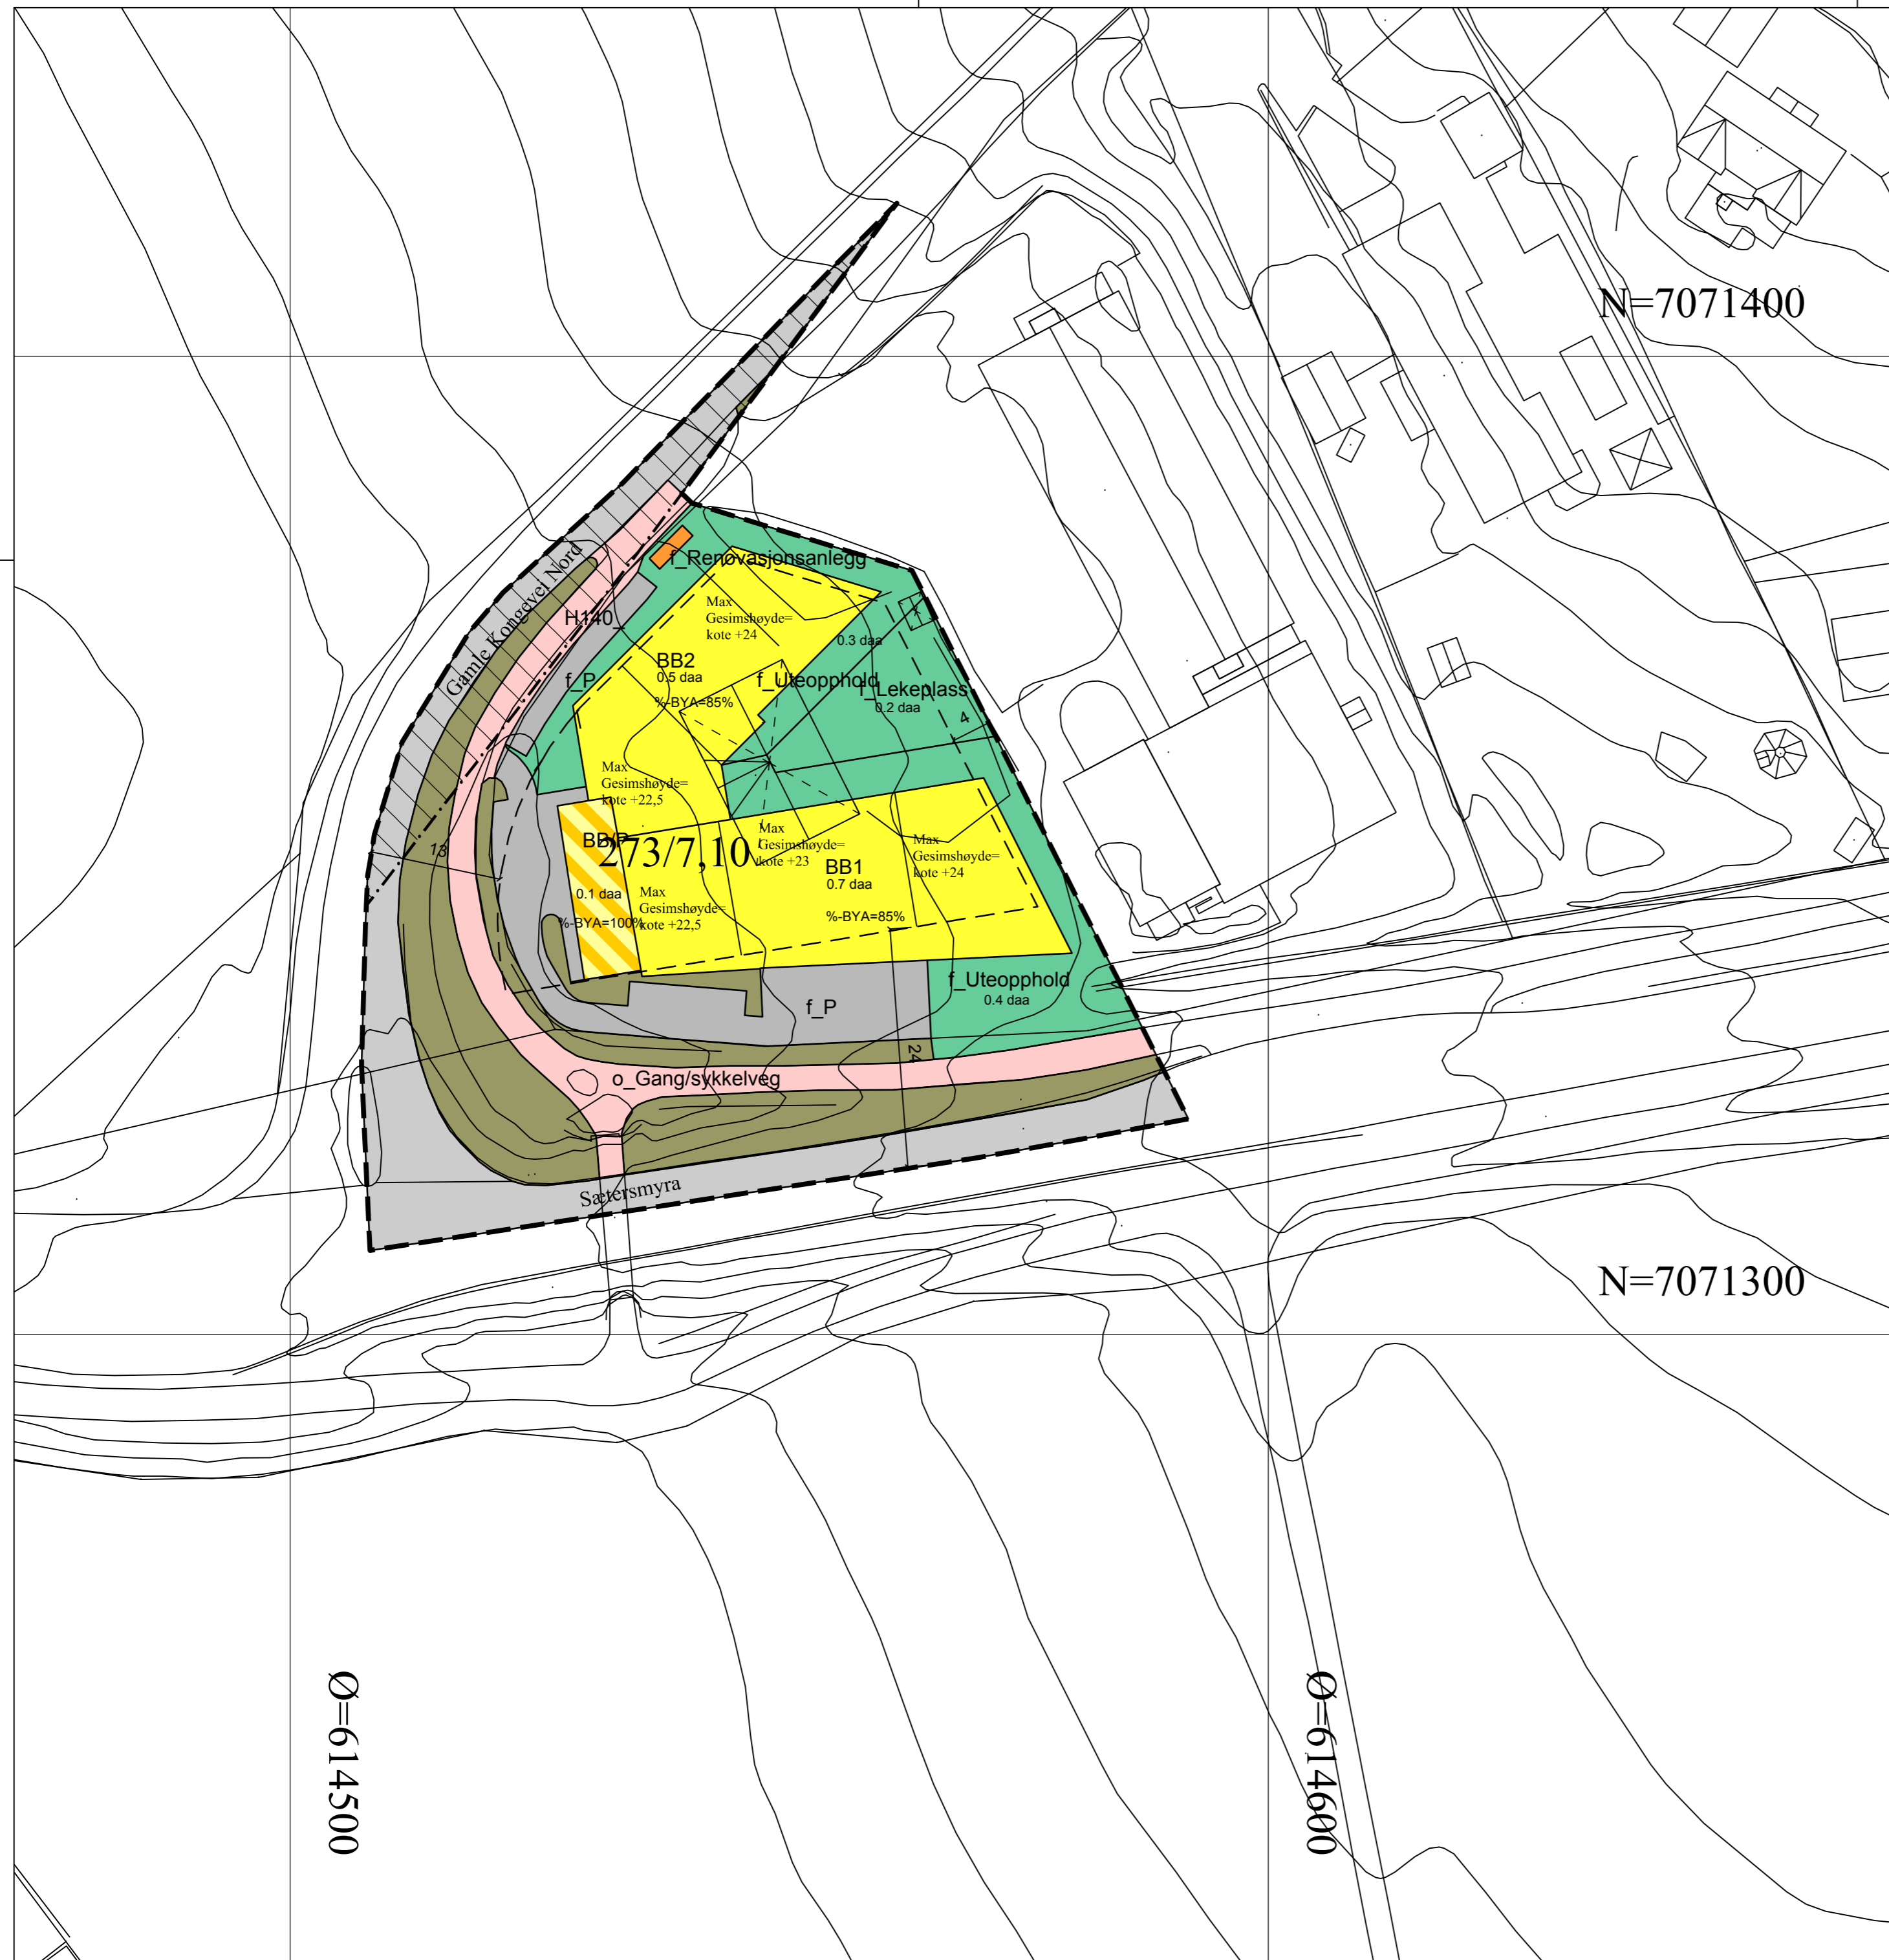 N=7071400
Gamle Kongevei Nord
f_Renovasjonsanlegg
H140_
Max
Gesimshøyde=
kote +24
0.3 daa
BB2
0.5 daa
%-BYA=85%
f_P
f_Uteopphold
f_Lekeplass
0.2 daa
4
Max
Gesimshøyde=
kote +22,5
13
BB/P
273/7,10
0.1 daa
%-BYA=100%
Max
Gesimshøyde=
kote +23
Max
Gesimshøyde=
kote +24
BB1
0.7 daa
%-BYA=85%
Max
Gesimshøyde=
kote +22,5
f_Uteopphold
0.4 daa
f_P
24
o_Gang/sykkelveg
Sætersmyra
N=7071300
Ø=614500
Ø=614600